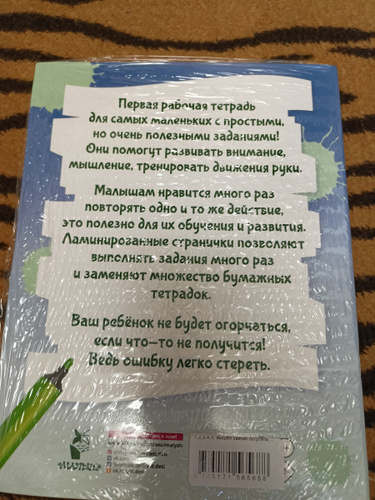 Первая рабочая тетрадь
для самых маленьких с простыми,
но очень полезными заданиями!
Они помогут развивать внимание,
мышление, тренировать движения руки.
Малышам нравится много раз
повторять одно и то же действие,
это полезно для их обучения и развития.
Ламинированные странички позволяют
выполнять задания много раз
и заменяют множество бумажных
тетрадок.
Ваш ребёнок не будет огорчаться,
если что-то не получится!
Ведь ошибку легко стереть.
МАЛЫШ